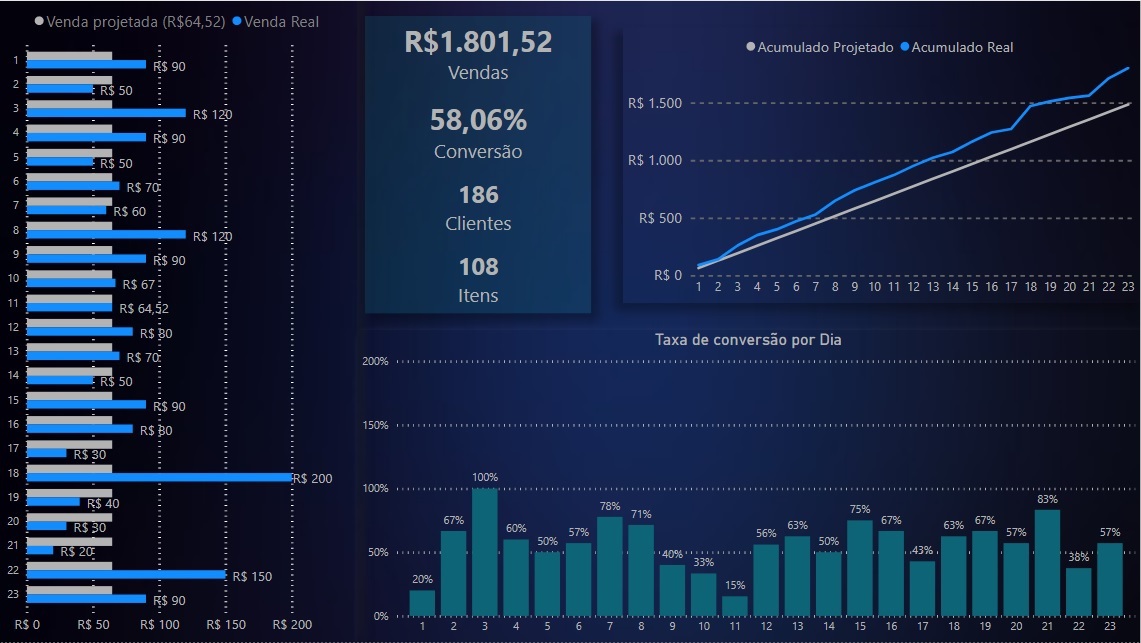 Venda projetada (R$64,52) Venda Real
1 R$ 90
2 R$ 50
3 R$ 120
4 R$ 90
5 R$ 50
6 R$ 70
7 R$ 60
8 R$ 120
9 R$ 90
10 R$ 67
11 R$ 64,52
12 R$ 80
13 R$ 70
14 R$ 50
15 R$ 90
16 R$ 80
17 R$ 30
18 R$ 200
19 R$ 40
20 R$ 30
21 R$ 20
22 R$ 150
23 R$ 90
R$ 0 R$ 50 R$ 100 R$ 150 R$ 200
R$1.801,52
Vendas
58,06%
Conversão
186
Clientes
108
Itens
Acumulado Projetado Acumulado Real
R$ 1.500
R$ 1.000
R$ 500
R$ 0
1 2 3 4 5 6 7 8 9 10 11 12 13 14 15 16 17 18 19 20 21 22 23
Taxa de conversão por Dia
200%
150%
100%
50%
0%
20% 67% 100% 60% 50% 57% 78% 71% 40% 33% 15% 56% 63% 50% 75% 67% 43% 63% 67% 57% 83% 38% 57%
1 2 3 4 5 6 7 8 9 10 11 12 13 14 15 16 17 18 19 20 21 22 23